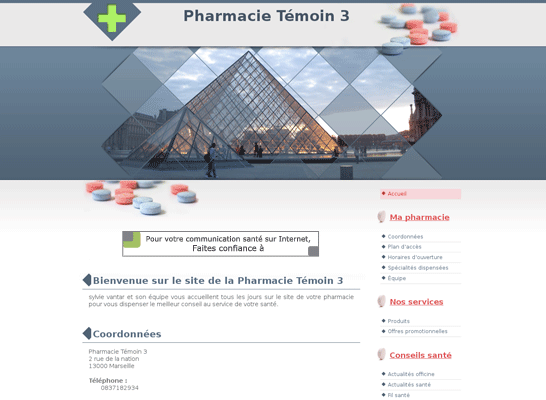 Pharmacie Témoin 3
Accueil
Pour votre communication santé sur Internet,
Faites confiance à
Ma pharmacie
Coordonnées
Plan d'accès
Horaires d'ouverture
Spécialités dispensées
Équipe
Bienvenue sur le site de la Pharmacie Témoin 3
sylvie vantar et son équipe vous accueillent tous les jours sur le site de votre pharmacie
pour vous dispenser le meilleur conseil au service de votre santé.
Nos services
Produits
Offres promotionnelles
Coordonnées
Pharmacie Témoin 3
2 rue de la nation
13000 Marseille
Téléphone :
0837182934
Conseils santé
Actualités officine
Actualités santé
Fil santé